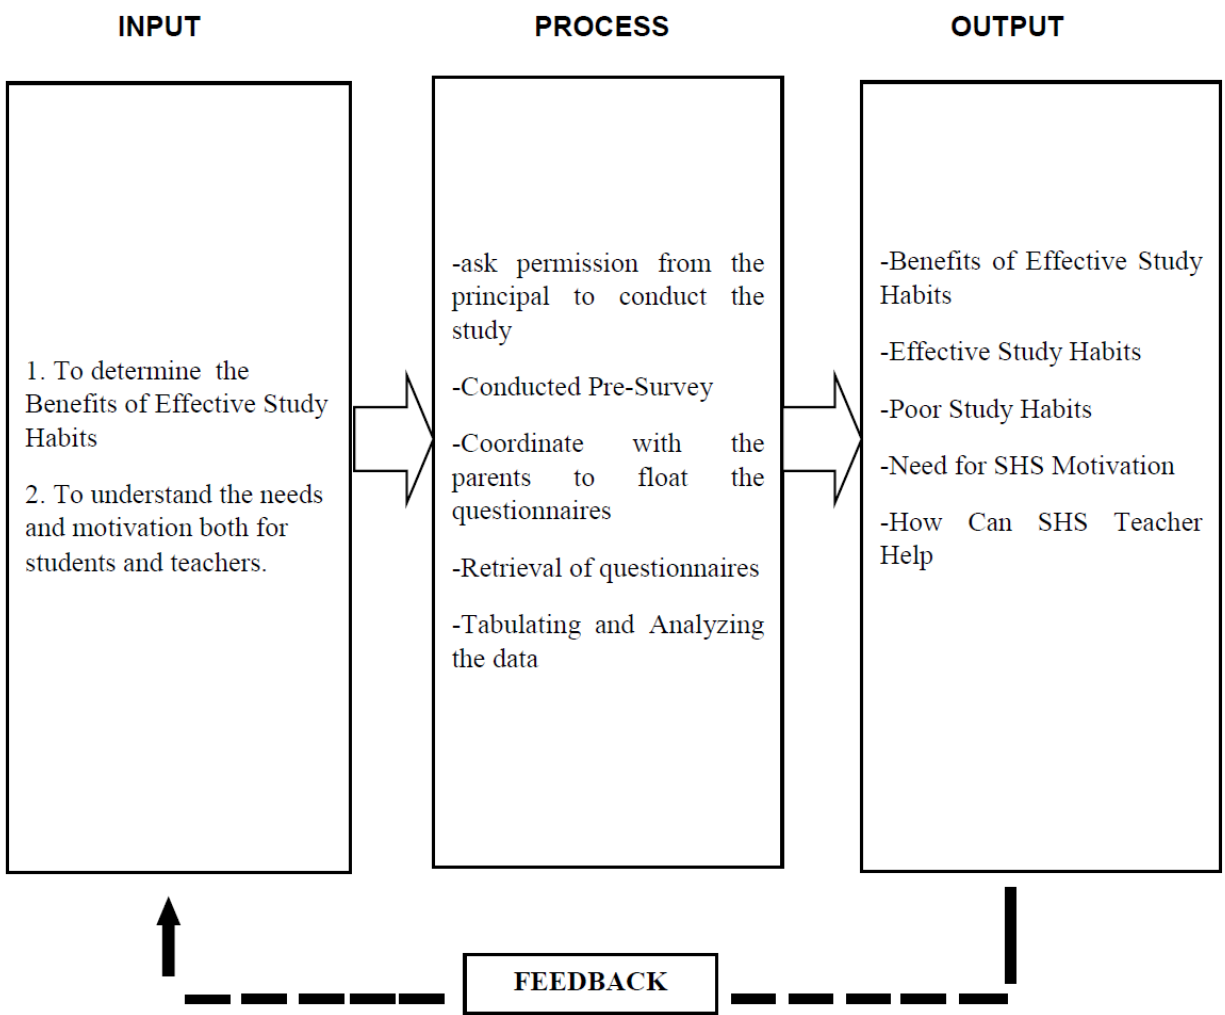 INPUT
PROCESS
OUTPUT
1. To determine the
Benefits of Effective Study
Habits
2. To understand the needs
and motivation both for
students and teachers.
-ask permission from the
principal to conduct the
study
-Conducted Pre-Survey
-Coordinate with the
parents to float the
questionnaires
-Retrieval of questionnaires
-Tabulating and Analyzing
the data
-Benefits of Effective Study
Habits
-Effective Study Habits
-Poor Study Habits
-Need for SHS Motivation
-How Can SHS Teacher
Help
FEEDBACK